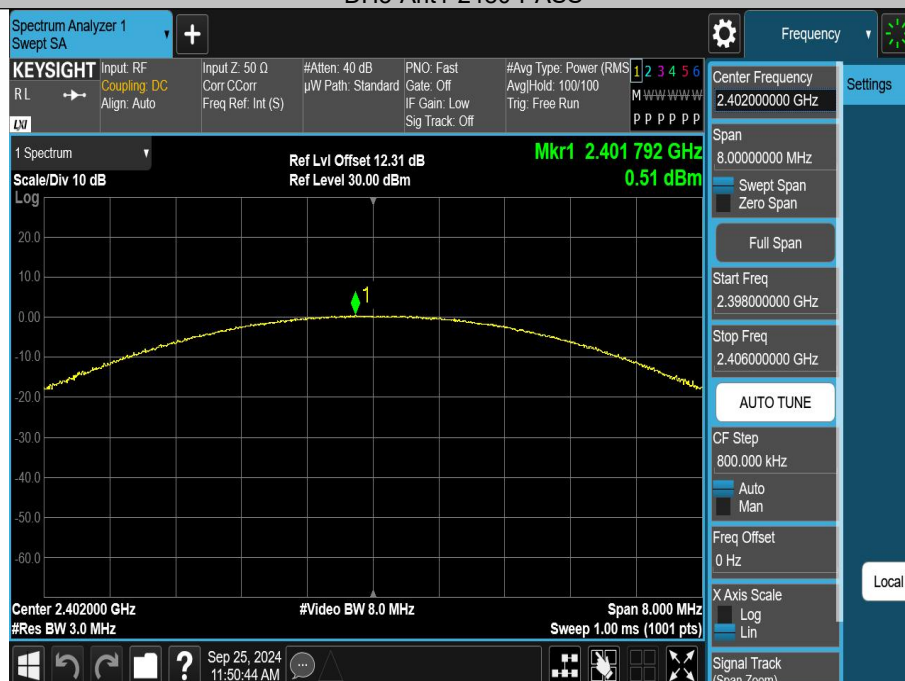 Spectrum Analyzer 1
Swept SA
+
Frequency
KEYSIGHT
RL
LXI
Input: RF
Coupling: DC
Align: Auto
Input Z: 50 Ω
Corr CCorr
Freq Ref: Int (S)
#Atten: 40 dB
µW Path: Standard
PNO: Fast
Gate: Off
IF Gain: Low
Sig Track: Off
#Avg Type: Power (RMS
Avg|Hold: 100/100
Trig: Free Run
1 2 3 4 5 6
M W W W W W
P P P P P P
1 Spectrum
Scale/Div 10 dB
Log
Ref Lvl Offset 12.31 dB
Ref Level 30.00 dBm
Mkr1 2.401 792 GHz
0.51 dBm
20.0
10.0
0.00
-10.0
-20.0
-30.0
-40.0
-50.0
-60.0
1
Center 2.402000 GHz
#Res BW 3.0 MHz
#Video BW 8.0 MHz
Span 8.000 MHz
Sweep 1.00 ms (1001 pts)
Center Frequency
2.402000000 GHz
Span
8.00000000 MHz
Swept Span
Zero Span
Full Span
Start Freq
2.398000000 GHz
Stop Freq
2.406000000 GHz
AUTO TUNE
CF Step
800.000 kHz
Auto
Man
Freq Offset
0 Hz
X Axis Scale
Log
Lin
Signal Track
(Span Zoom)
Settings
Local
?
Sep 25, 2024
11:50:44 AM